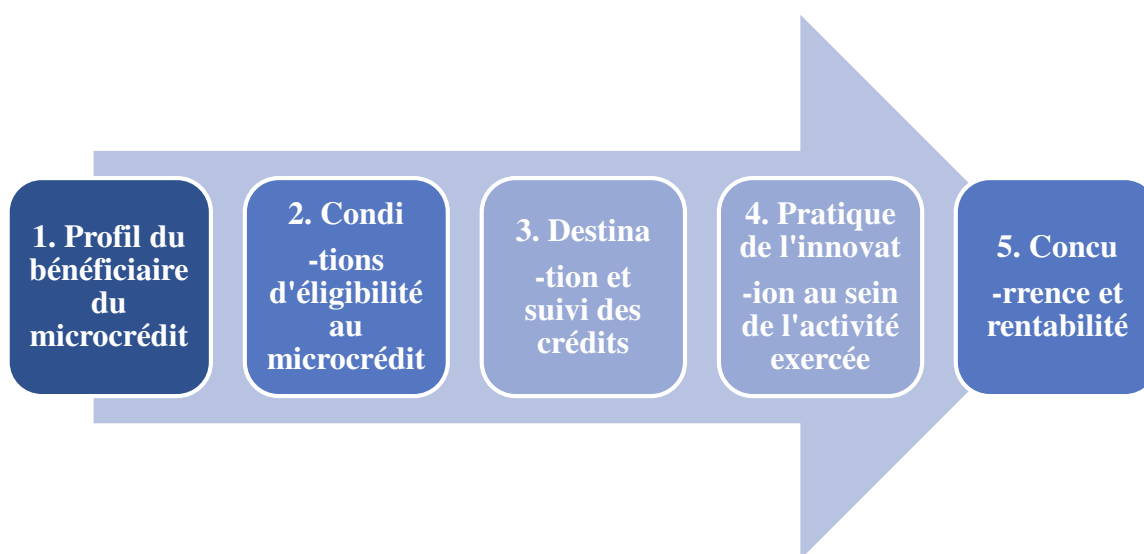 1. Profil du
bénéficiaire
du
microcrédit
2. Condi
-tions
d'éligibilité
au
microcrédit
3. Destina
-tion et
suivi des
crédits
4. Pratique
de l'innovat
-ion au sein
de l'activité
exercée
5. Concu
-rrence et
rentabilité